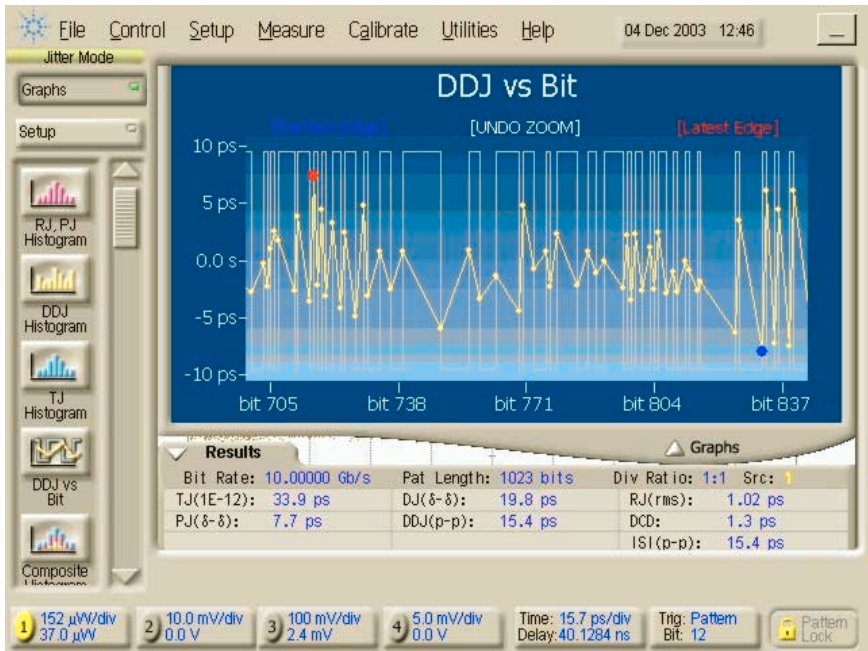 File Control Setup Measure Calibrate Utilities Help 04 Dec 2003 12:46
Jitter Mode
Graphs
Setup
RJ, PJ
Histogram
DDJ
Histogram
TJ
Histogram
DDJ vs
Bit
Composite
DDJ vs Bit
[Earliest Edge] [UNDO ZOOM] [Latest Edge]
10 ps
5 ps
0.0 s
-5 ps
-10 ps
bit 705 bit 738 bit 771 bit 804 bit 837
Results Graphs
Bit Rate: 10.00000 Gb/s Pat Length: 1023 bits Div Ratio: 1:1 Src: 1
TJ(1E-12): 33.9 ps DJ(δ-δ): 19.8 ps RJ(rms): 1.02 ps
PJ(δ-δ): 7.7 ps DDJ(p-p): 15.4 ps DCD: 1.3 ps
ISI(p-p): 15.4 ps
1 152 µW/div 37.0 µW
2 10.0 mV/div 0.0 V
3 100 mV/div 2.4 mV
4 5.0 mV/div 0.0 V
Time: 15.7 ps/div
Delay:40.1284 ns
Trig: Pattern
Bit: 12
Pattern
Lock